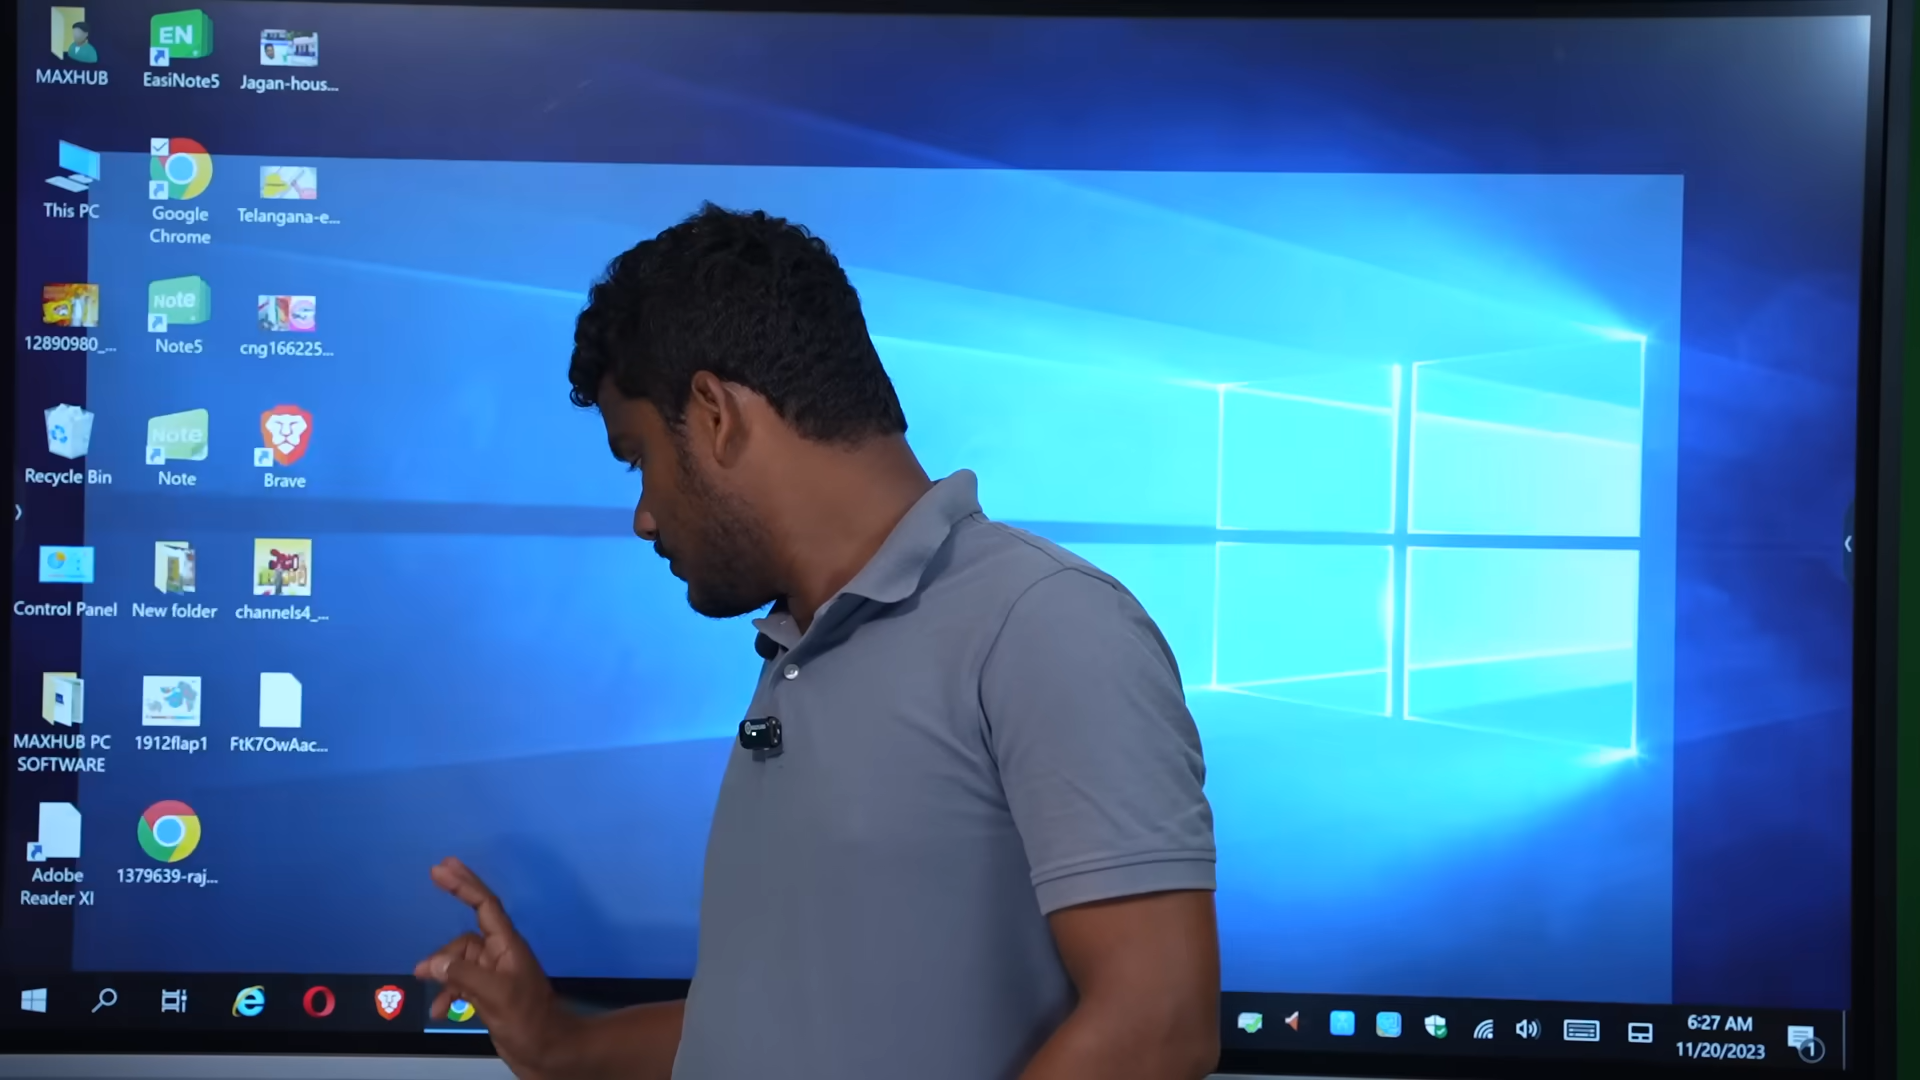 MAXHUB
EN
EasiNote5
Jagan-hous...
This PC
Google
Chrome
Telangana-e...
12890980_...
Note
Note5
cng166225...
Recycle Bin
Note
Note
Brave
Control Panel
New folder
channels4_...
MAXHUB PC
SOFTWARE
1912flap1
FtK7OwAac...
Adobe
Reader XI
1379639-raj...
6:27 AM
11/20/2023
1